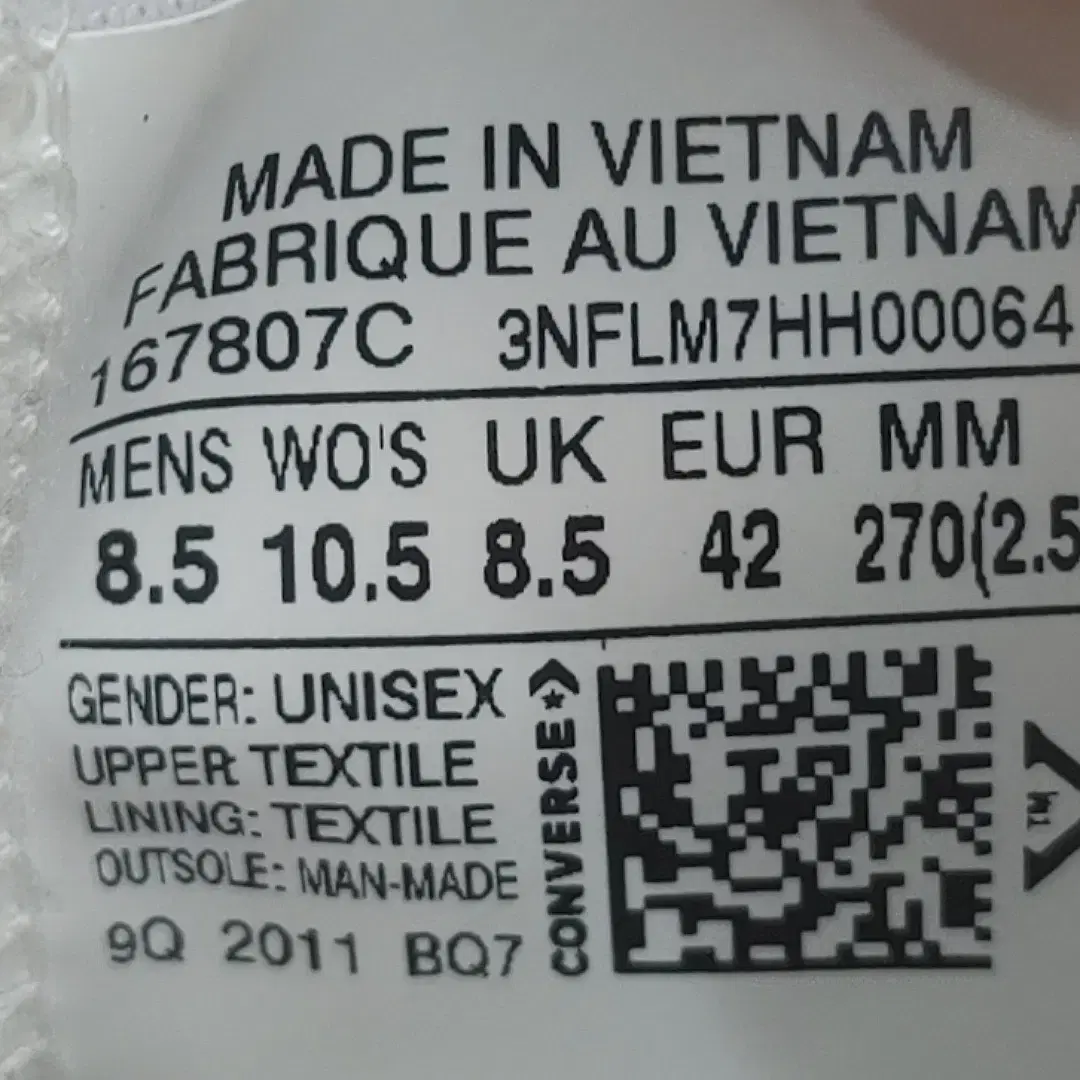 MADE IN VIETNAM
FABRIQUE AU VIETNAM
167807C 3NFLM7HH00064
MENS WO'S UK EUR MM
8.5 10.5 8.5 42 270(2.5
GENDER: UNISEX
UPPER: TEXTILE
LINING: TEXTILE
OUTSOLE: MAN-MADE
9Q 2011 BQ7
CONVERSE